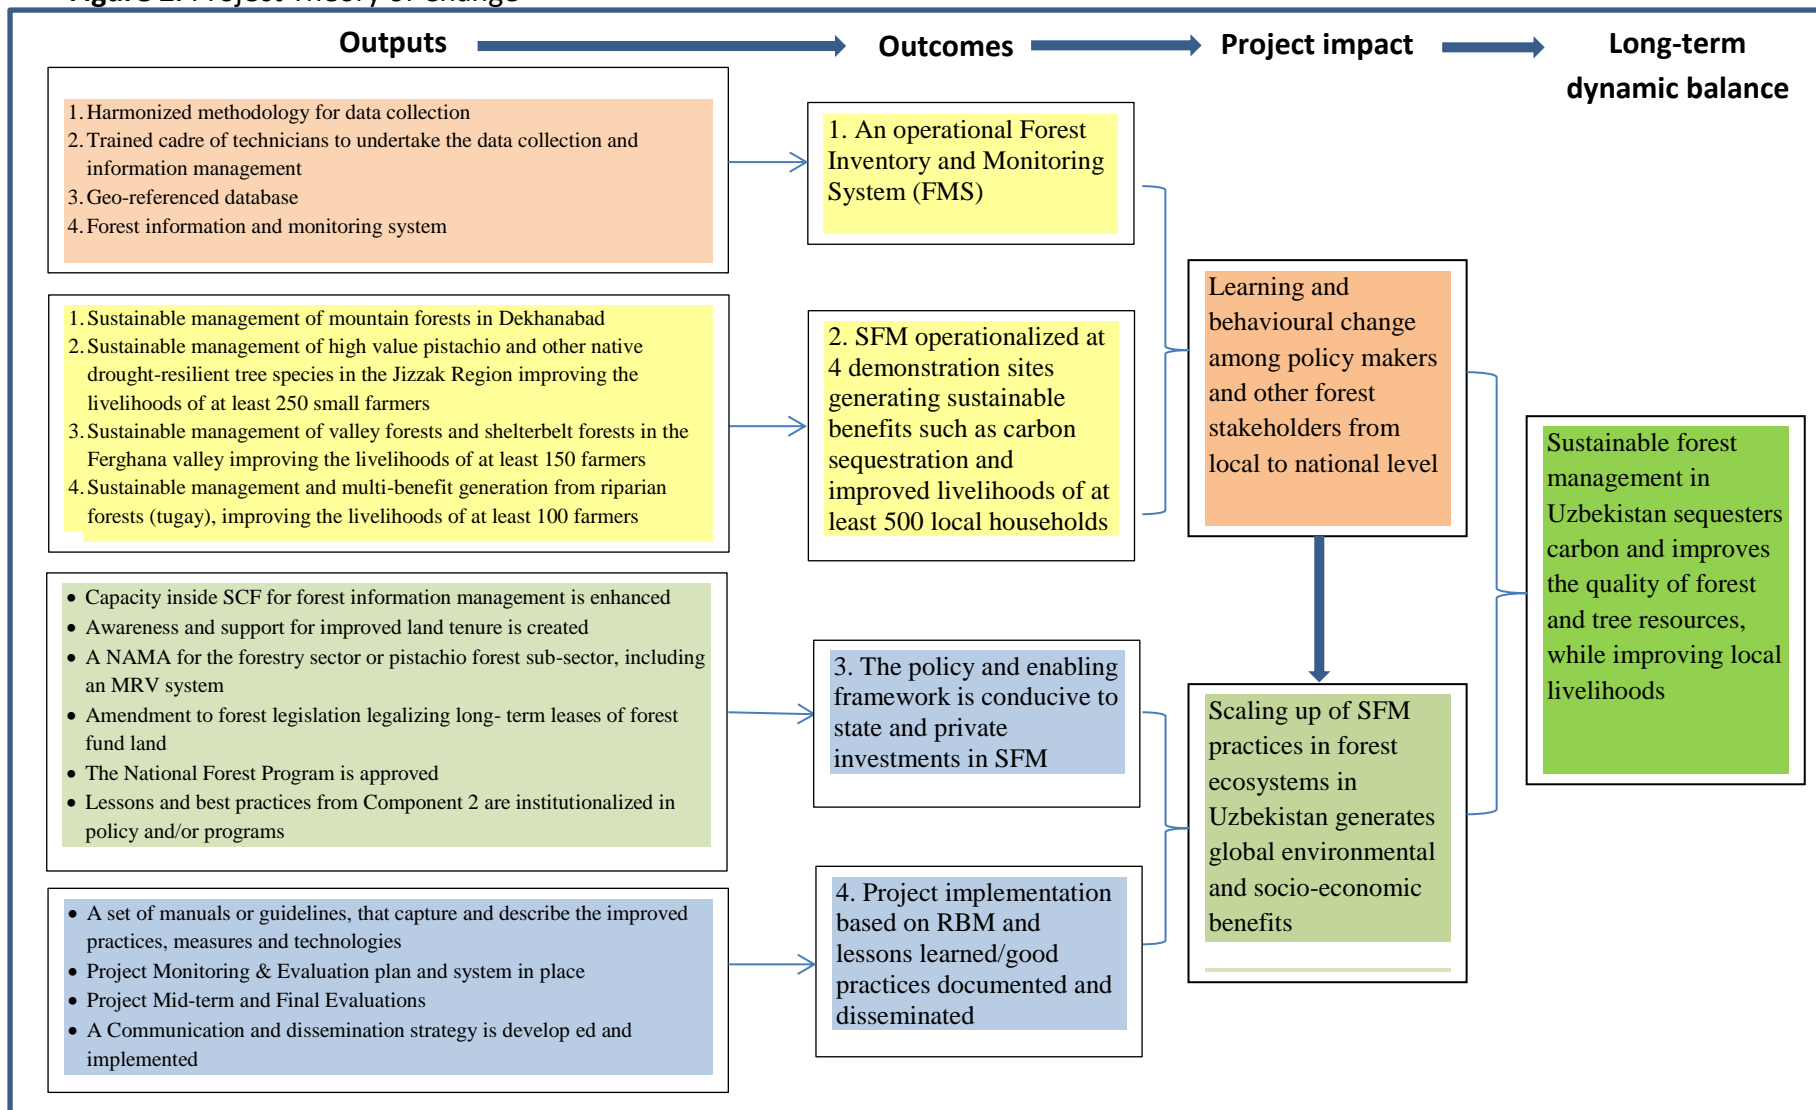 Figure 2. Project Theory of Change
Outputs
Outcomes
Project impact
Long-term
dynamic balance
1. Harmonized methodology for data collection
2. Trained cadre of technicians to undertake the data collection and
information management
3. Geo-referenced database
4. Forest information and monitoring system
1. An operational Forest
Inventory and Monitoring
System (FMS)
1. Sustainable management of mountain forests in Dekhanabad
2. Sustainable management of high value pistachio and other native
drought-resilient tree species in the Jizzak Region improving the
livelihoods of at least 250 small farmers
3. Sustainable management of valley forests and shelterbelt forests in the
Ferghana valley improving the livelihoods of at least 150 farmers
4. Sustainable management and multi-benefit generation from riparian
forests (tugay), improving the livelihoods of at least 100 farmers
2. SFM operationalized at
4 demonstration sites
generating sustainable
benefits such as carbon
sequestration and
improved livelihoods of at
least 500 local households
Learning and
behavioural change
among policy makers
and other forest
stakeholders from
local to national level
Sustainable forest
management in
Uzbekistan sequesters
carbon and improves
the quality of forest
and tree resources,
while improving local
livelihoods
• Capacity inside SCF for forest information management is enhanced
• Awareness and support for improved land tenure is created
• A NAMA for the forestry sector or pistachio forest sub-sector, including
an MRV system
• Amendment to forest legislation legalizing long- term leases of forest
fund land
• The National Forest Program is approved
• Lessons and best practices from Component 2 are institutionalized in
policy and/or programs
3. The policy and enabling
framework is conducive to
state and private
investments in SFM
Scaling up of SFM
practices in forest
ecosystems in
Uzbekistan generates
global environmental
and socio-economic
benefits
• A set of manuals or guidelines, that capture and describe the improved
practices, measures and technologies
• Project Monitoring & Evaluation plan and system in place
• Project Mid-term and Final Evaluations
• A Communication and dissemination strategy is develop ed and
implemented
4. Project implementation
based on RBM and
lessons learned/good
practices documented and
disseminated